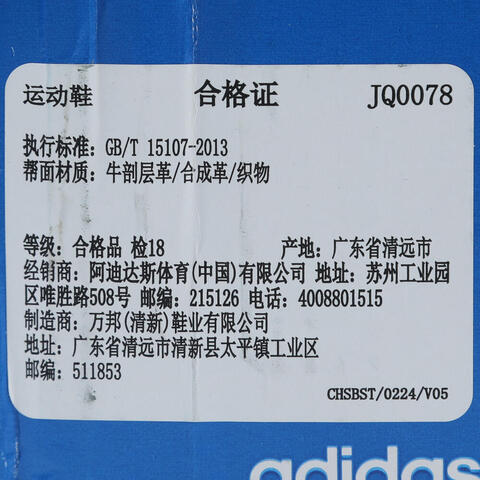 运动鞋 合格证 JQ0078
执行标准：GB/T 15107-2013
帮面材质：牛剖层革/合成革/织物
等级：合格品 检18 产地：广东省清远市
经销商：阿迪达斯体育(中国)有限公司 地址：苏州工业园
区唯胜路508号 邮编：215126 电话：4008801515
制造商：万邦(清新)鞋业有限公司
地址：广东省清远市清新县太平镇工业区
邮编：511853
CHSBST/0224/V05
adidas